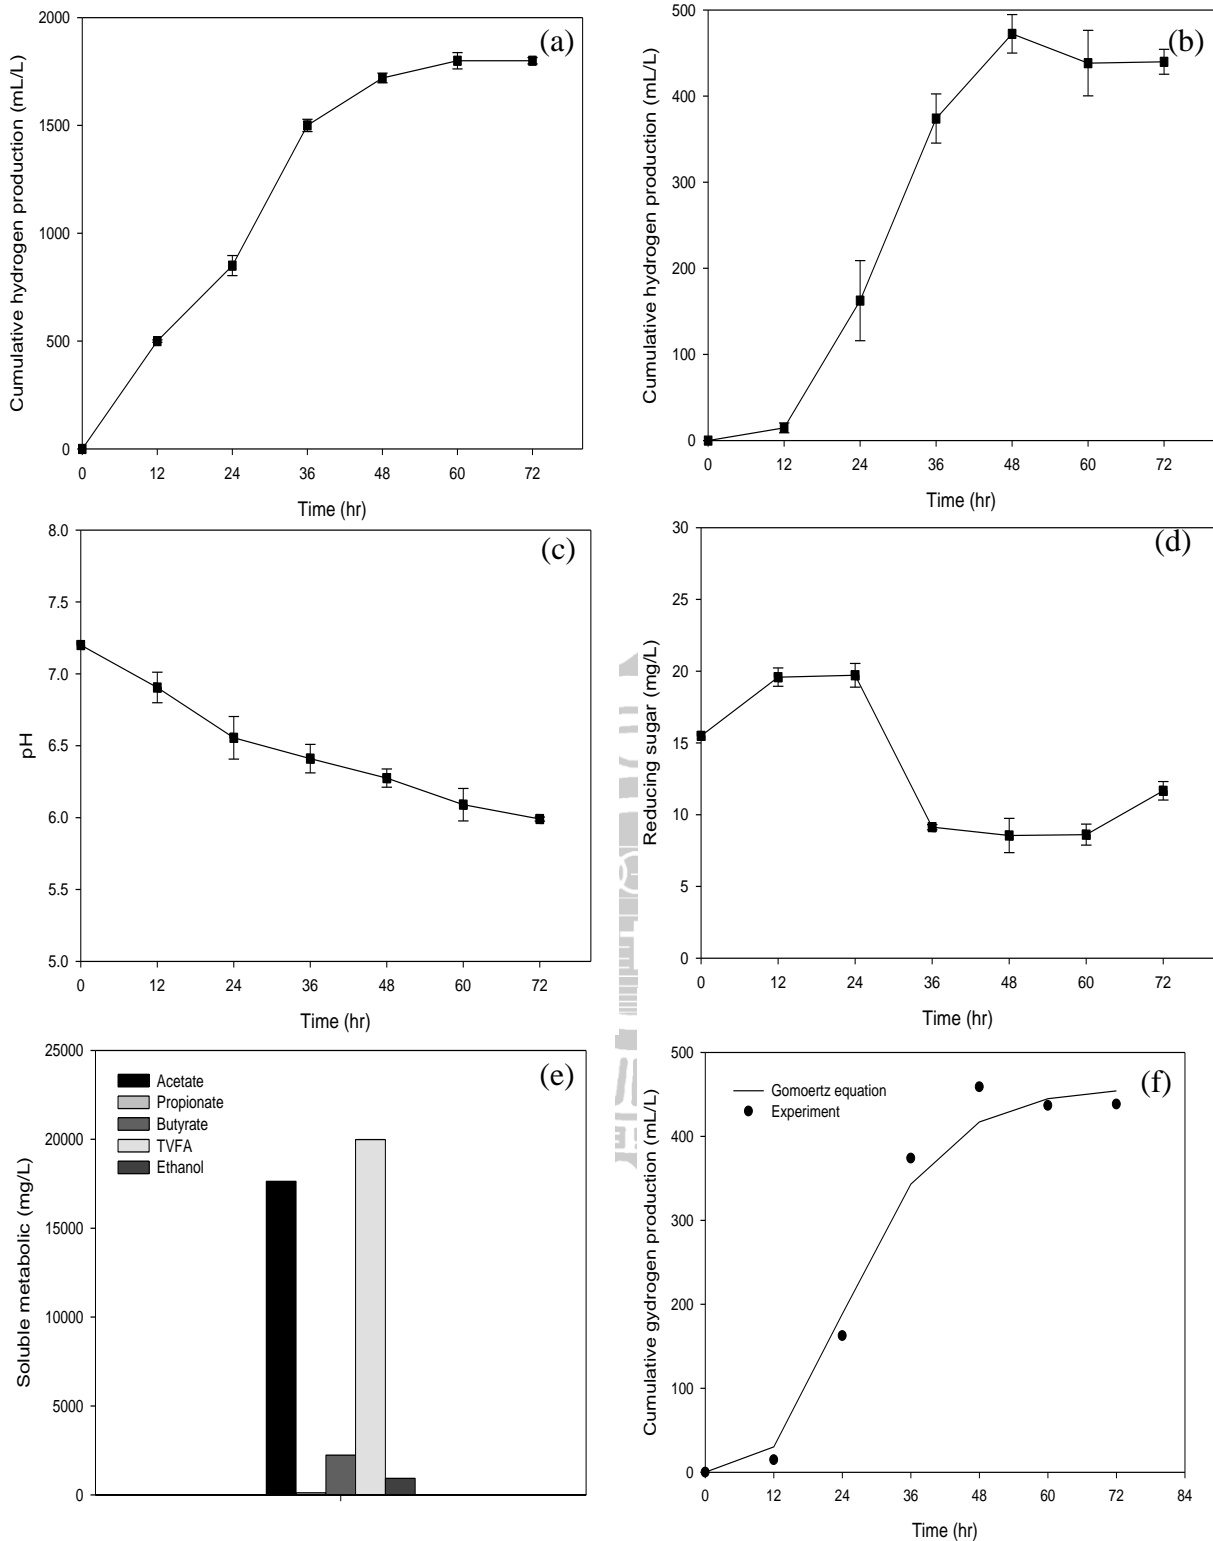 (a)
Cumulative hydrogen production (mL/L)
2000
1500
1000
500
0
0 12 24 36 48 60 72
Time (hr)
(b)
Cumulative hydrogen production (mL/L)
500
400
300
200
100
0
0 12 24 36 48 60 72
Time (hr)
(c)
pH
8.0
7.5
7.0
6.5
6.0
5.5
5.0
0 12 24 36 48 60 72
Time (hr)
(d)
Reducing sugar (mg/L)
30
25
20
15
10
5
0
0 12 24 36 48 60 72
Time (hr)
(e)
Soluble metabolic (mg/L)
25000
20000
15000
10000
5000
0
Acetate
Propionate
Butyrate
TVFA
Ethanol
(f)
Cumulative gydrogen production (mL/L)
500
400
300
200
100
0
Gomoertz equation
Experiment
0 12 24 36 48 60 72 84
Time (hr)